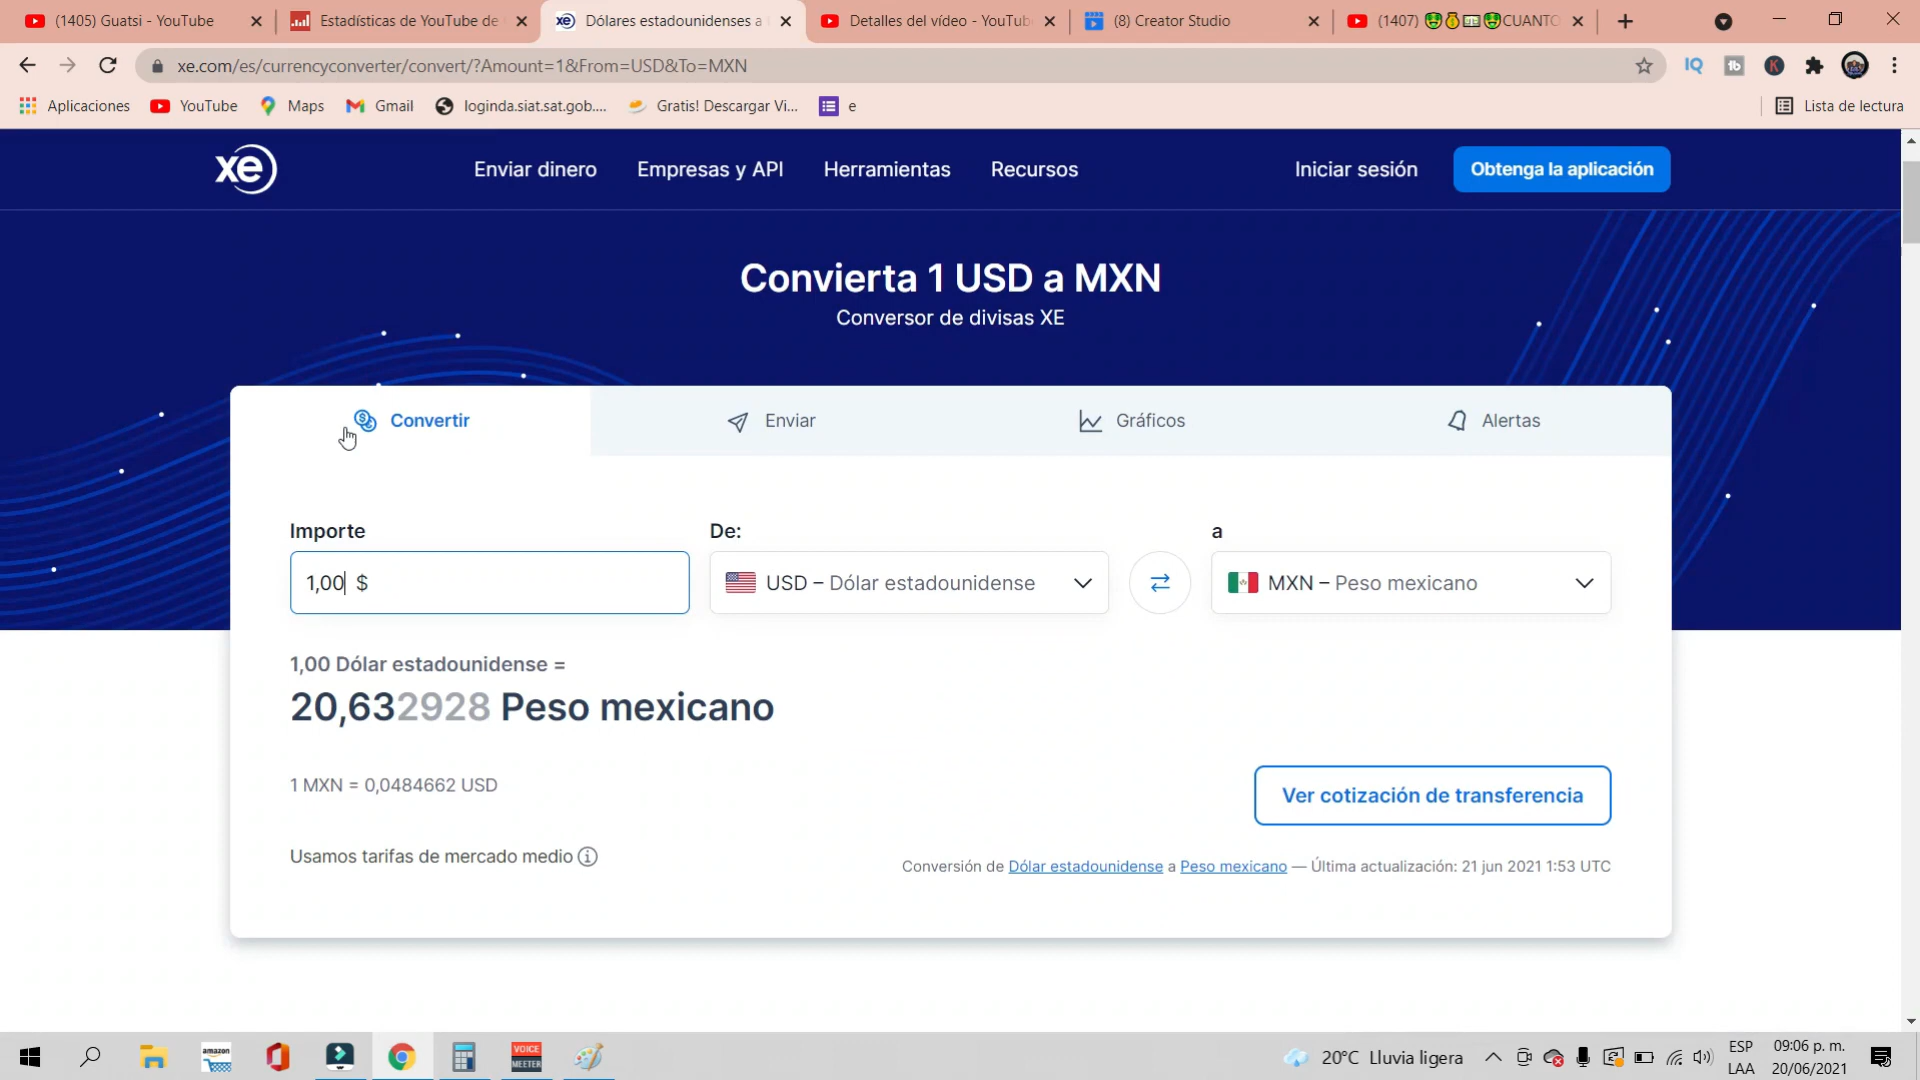 (1405) Guatsi - YouTube
Estadísticas de YouTube de
Dólares estadounidenses a
Detalles del vídeo - YouTub
(8) Creator Studio
(1407) 🤑💰💵🤑CUANTO
xe.com/es/currencyconverter/convert/?Amount=1&From=USD&To=MXN
Aplicaciones
YouTube
Maps
Gmail
loginda.siat.sat.gob....
Gratis! Descargar Vi...
e
Lista de lectura
xe
Enviar dinero
Empresas y API
Herramientas
Recursos
Iniciar sesión
Obtenga la aplicación
Convierta 1 USD a MXN
Conversor de divisas XE
Convertir
Enviar
Gráficos
Alertas
Importe
De:
a
1,00 $
USD – Dólar estadounidense
MXN – Peso mexicano
1,00 Dólar estadounidense =
20,632928 Peso mexicano
1 MXN = 0,0484662 USD
Ver cotización de transferencia
Usamos tarifas de mercado medio
Conversión de Dólar estadounidense a Peso mexicano — Última actualización: 21 jun 2021 1:53 UTC
amazon
VOICE
MEETER
20°C Lluvia ligera
ESP
LAA
09:06 p. m.
20/06/2021